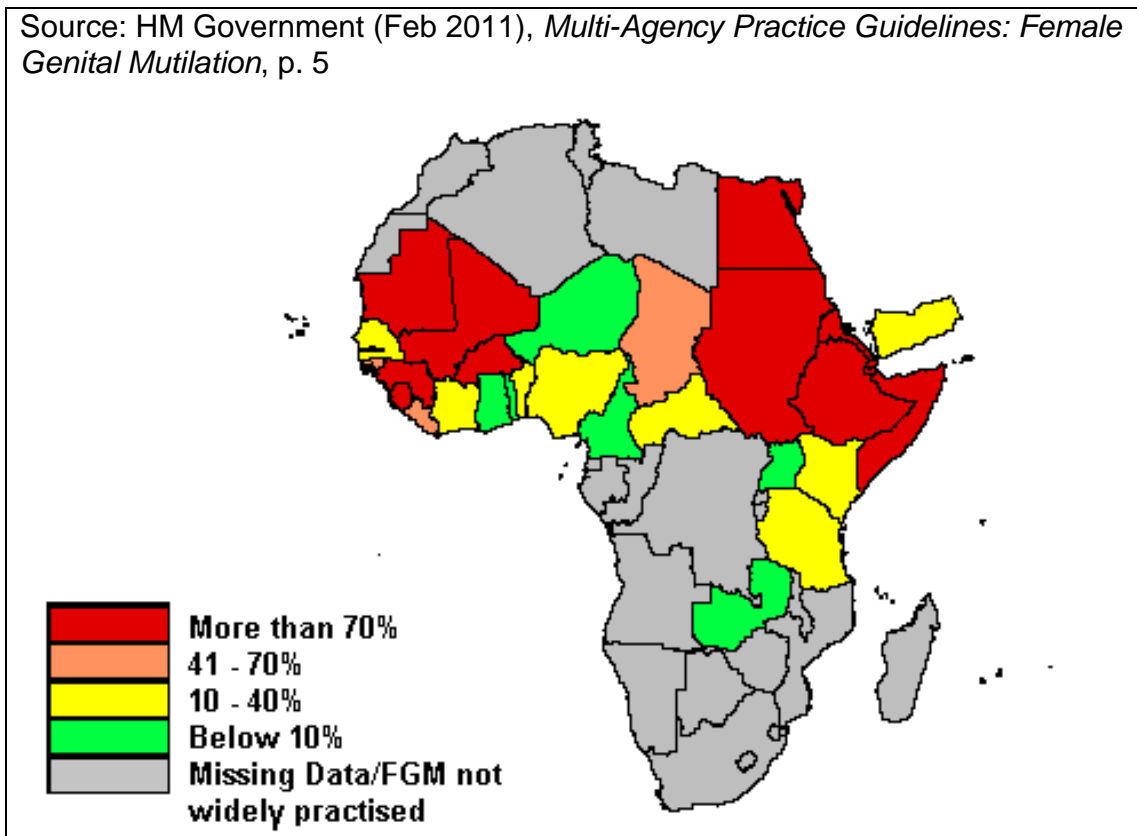 Source: HM Government (Feb 2011), Multi-Agency Practice Guidelines: Female
Genital Mutilation, p. 5
More than 70%
41 - 70%
10 - 40%
Below 10%
Missing Data/FGM not
widely practised